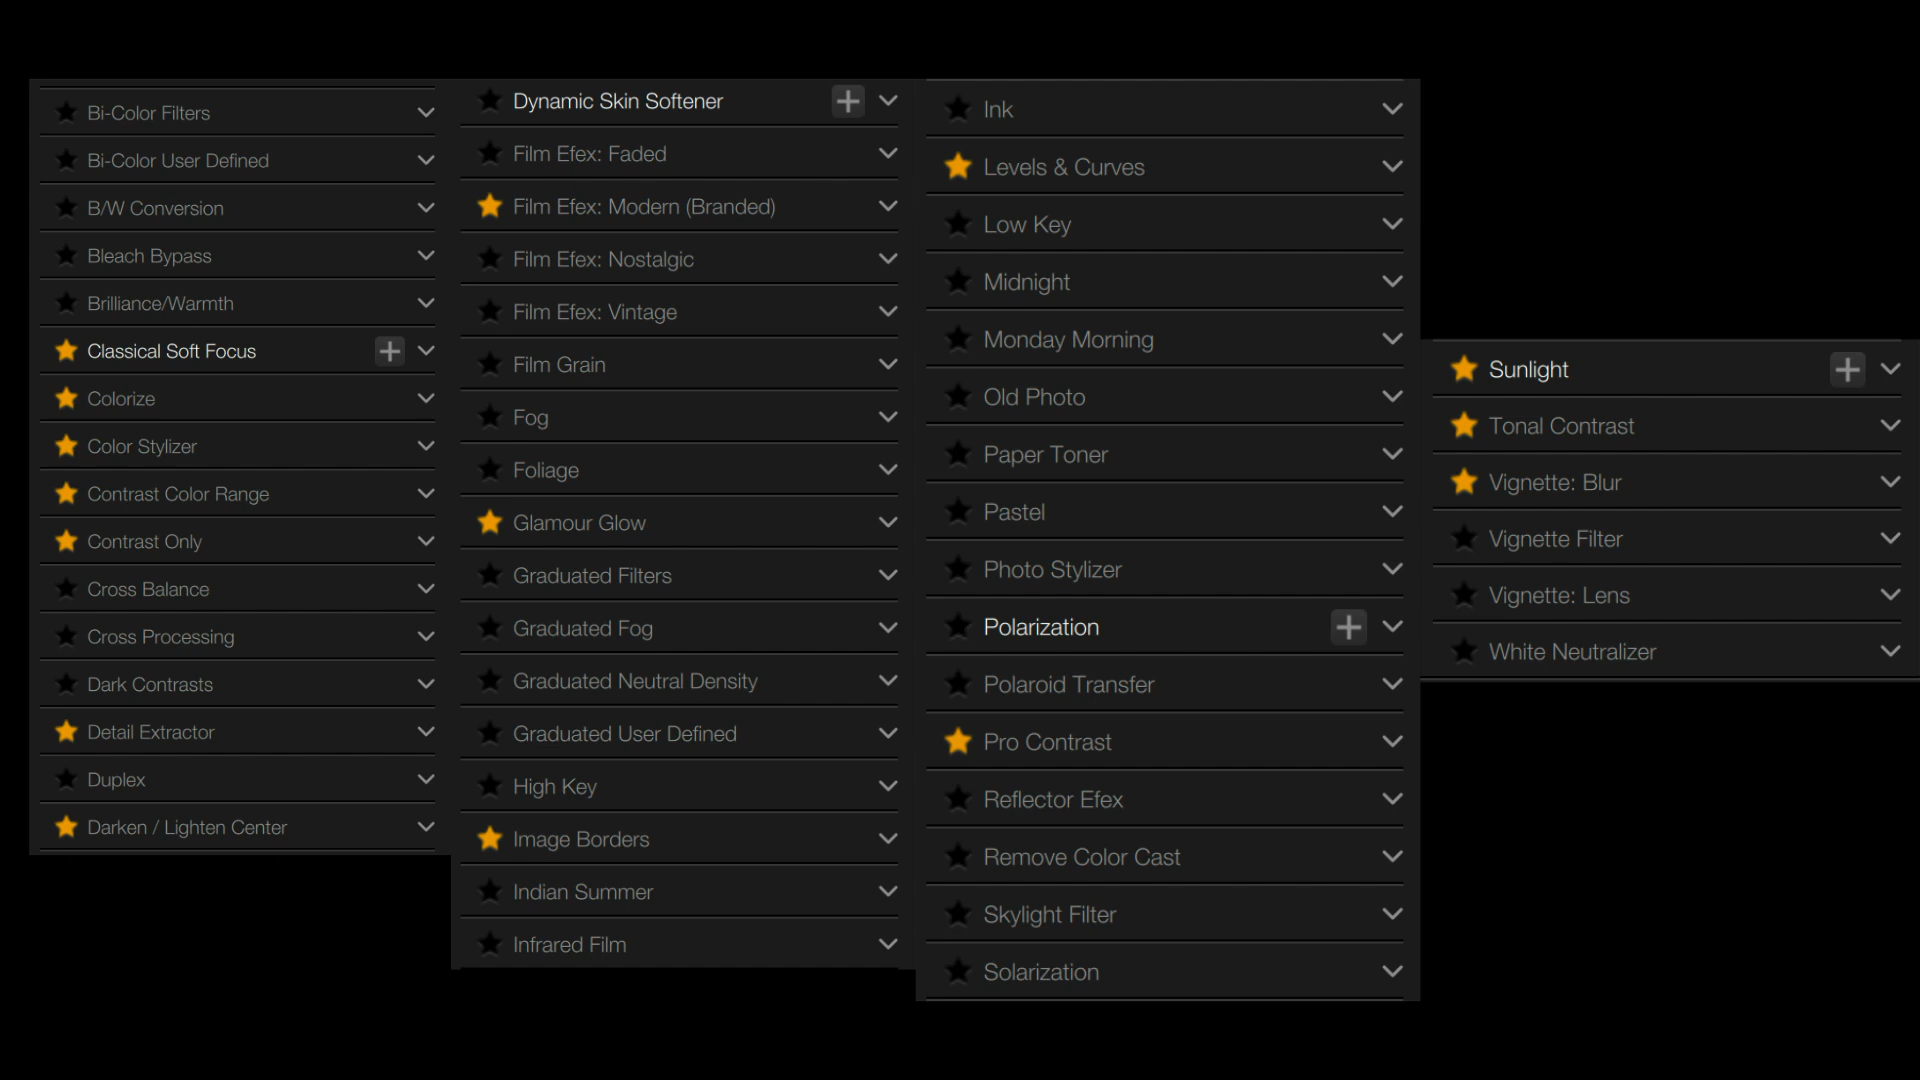 Bi-Color Filters
Bi-Color User Defined
B/W Conversion
Bleach Bypass
Brilliance/Warmth
Classical Soft Focus
Colorize
Color Stylizer
Contrast Color Range
Contrast Only
Cross Balance
Cross Processing
Dark Contrasts
Detail Extractor
Duplex
Darken / Lighten Center
Dynamic Skin Softener
Film Efex: Faded
Film Efex: Modern (Branded)
Film Efex: Nostalgic
Film Efex: Vintage
Film Grain
Fog
Foliage
Glamour Glow
Graduated Filters
Graduated Fog
Graduated Neutral Density
Graduated User Defined
High Key
Image Borders
Indian Summer
Infrared Film
Ink
Levels & Curves
Low Key
Midnight
Monday Morning
Old Photo
Paper Toner
Pastel
Photo Stylizer
Polarization
Polaroid Transfer
Pro Contrast
Reflector Efex
Remove Color Cast
Skylight Filter
Solarization
Sunlight
Tonal Contrast
Vignette: Blur
Vignette Filter
Vignette: Lens
White Neutralizer